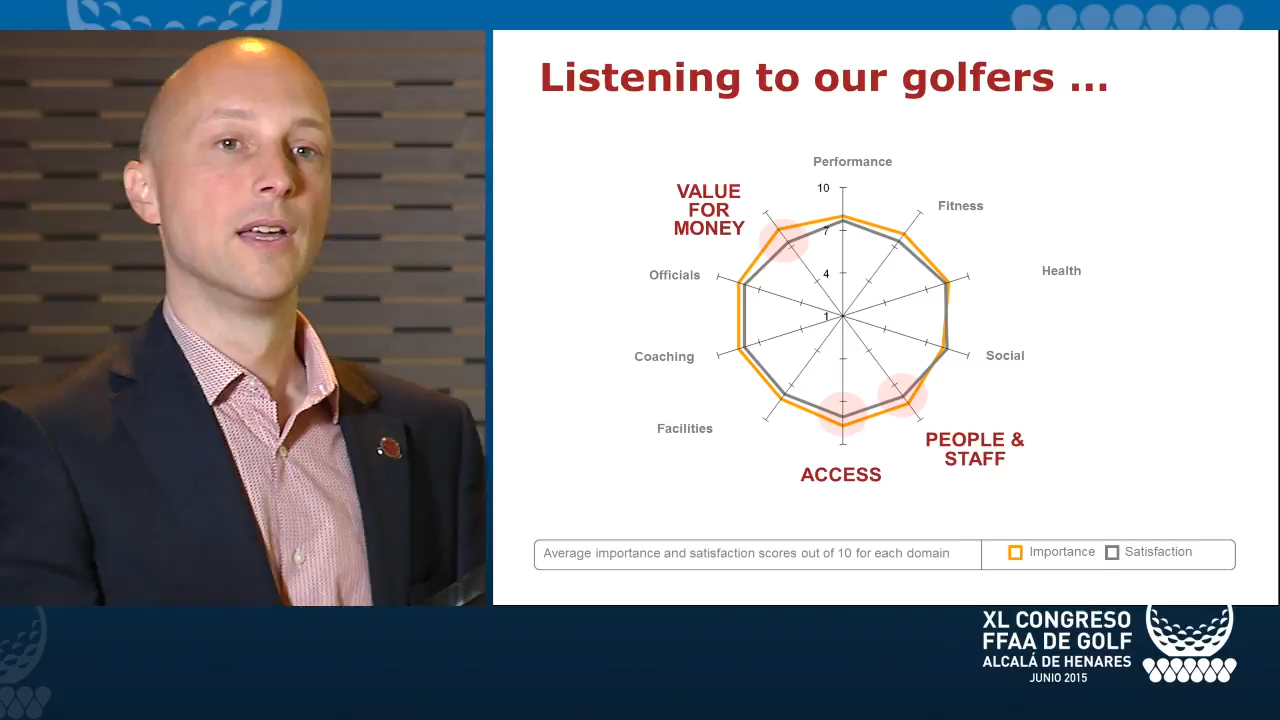 Listening to our golfers ...
Performance
10
VALUE
FOR
MONEY
Fitness
7
Officials
4
Health
1
Coaching
Social
Facilities
PEOPLE &
STAFF
ACCESS
Average importance and satisfaction scores out of 10 for each domain
Importance
Satisfaction
XL CONGRESO
FFAA DE GOLF
ALCALÁ DE HENARES
JUNIO 2015